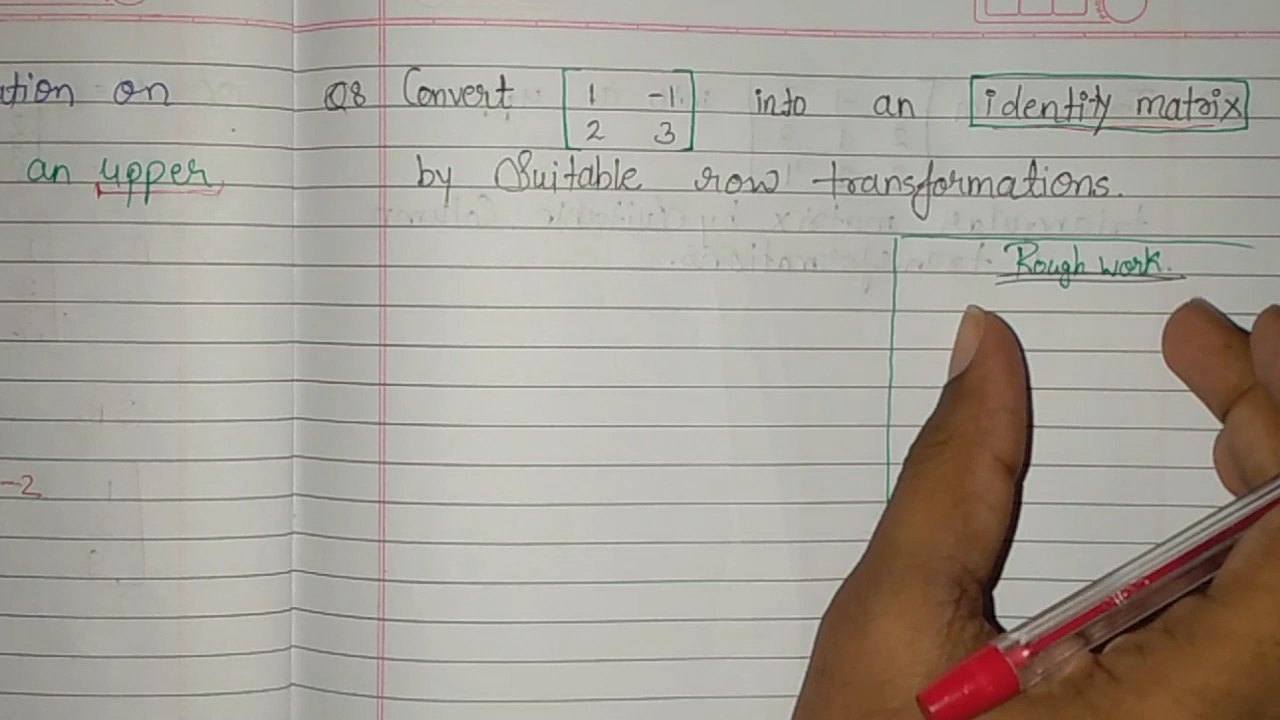 ation on
an upper
-2
Q8 Convert [1 -1 into an identity matrix
2 3]
by Suitable row transformations.
Rough work.